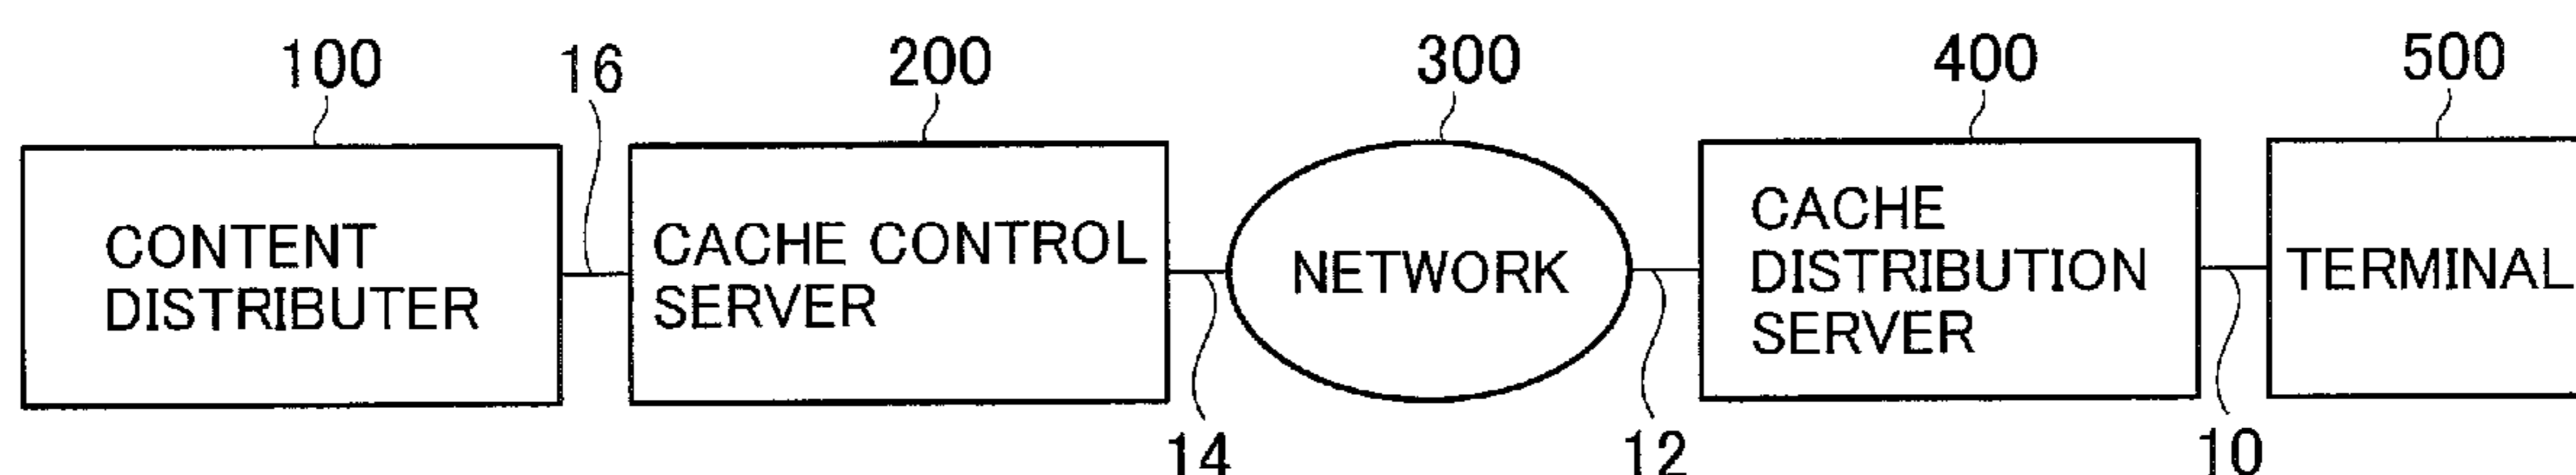 100
16
200
300
400
500
CONTENT
DISTRIBUTER
CACHE CONTROL
SERVER
NETWORK
CACHE
DISTRIBUTION
SERVER
TERMINAL
14
12
10